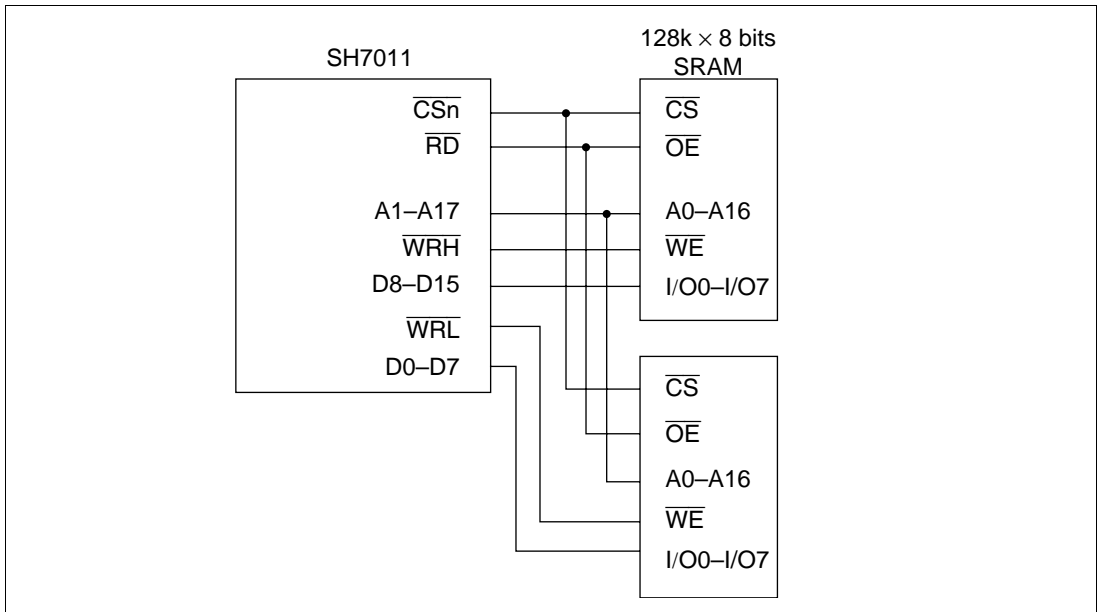 SH7011
CSn
RD
A1–A17
WRH
D8–D15
WRL
D0–D7
128k × 8 bits
SRAM
CS
OE
A0–A16
WE
I/O0–I/O7
CS
OE
A0–A16
WE
I/O0–I/O7